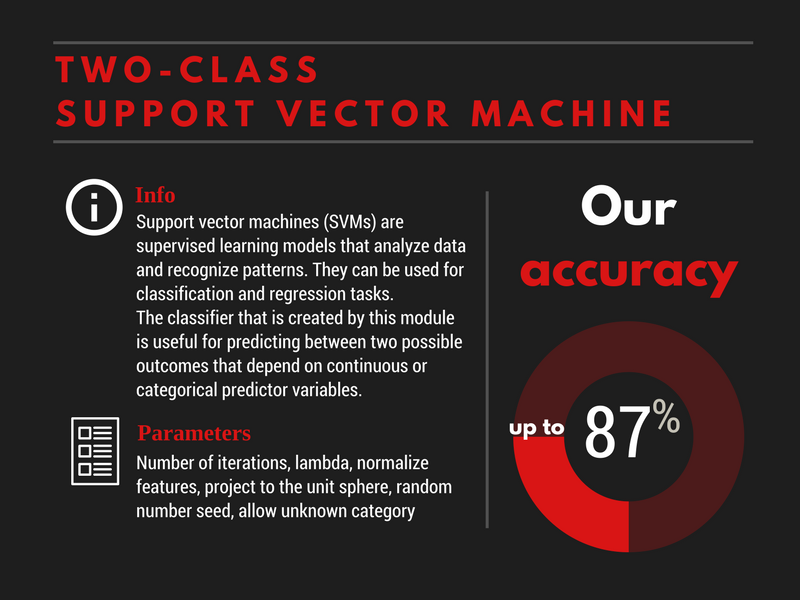 TWO-CLASS
SUPPORT VECTOR MACHINE
Info
Support vector machines (SVMs) are
supervised learning models that analyze data
and recognize patterns. They can be used for
classification and regression tasks.
The classifier that is created by this module
is useful for predicting between two possible
outcomes that depend on continuous or
categorical predictor variables.
Parameters
Number of iterations, lambda, normalize
features, project to the unit sphere, random
number seed, allow unknown category
Our
accuracy
up to 87%